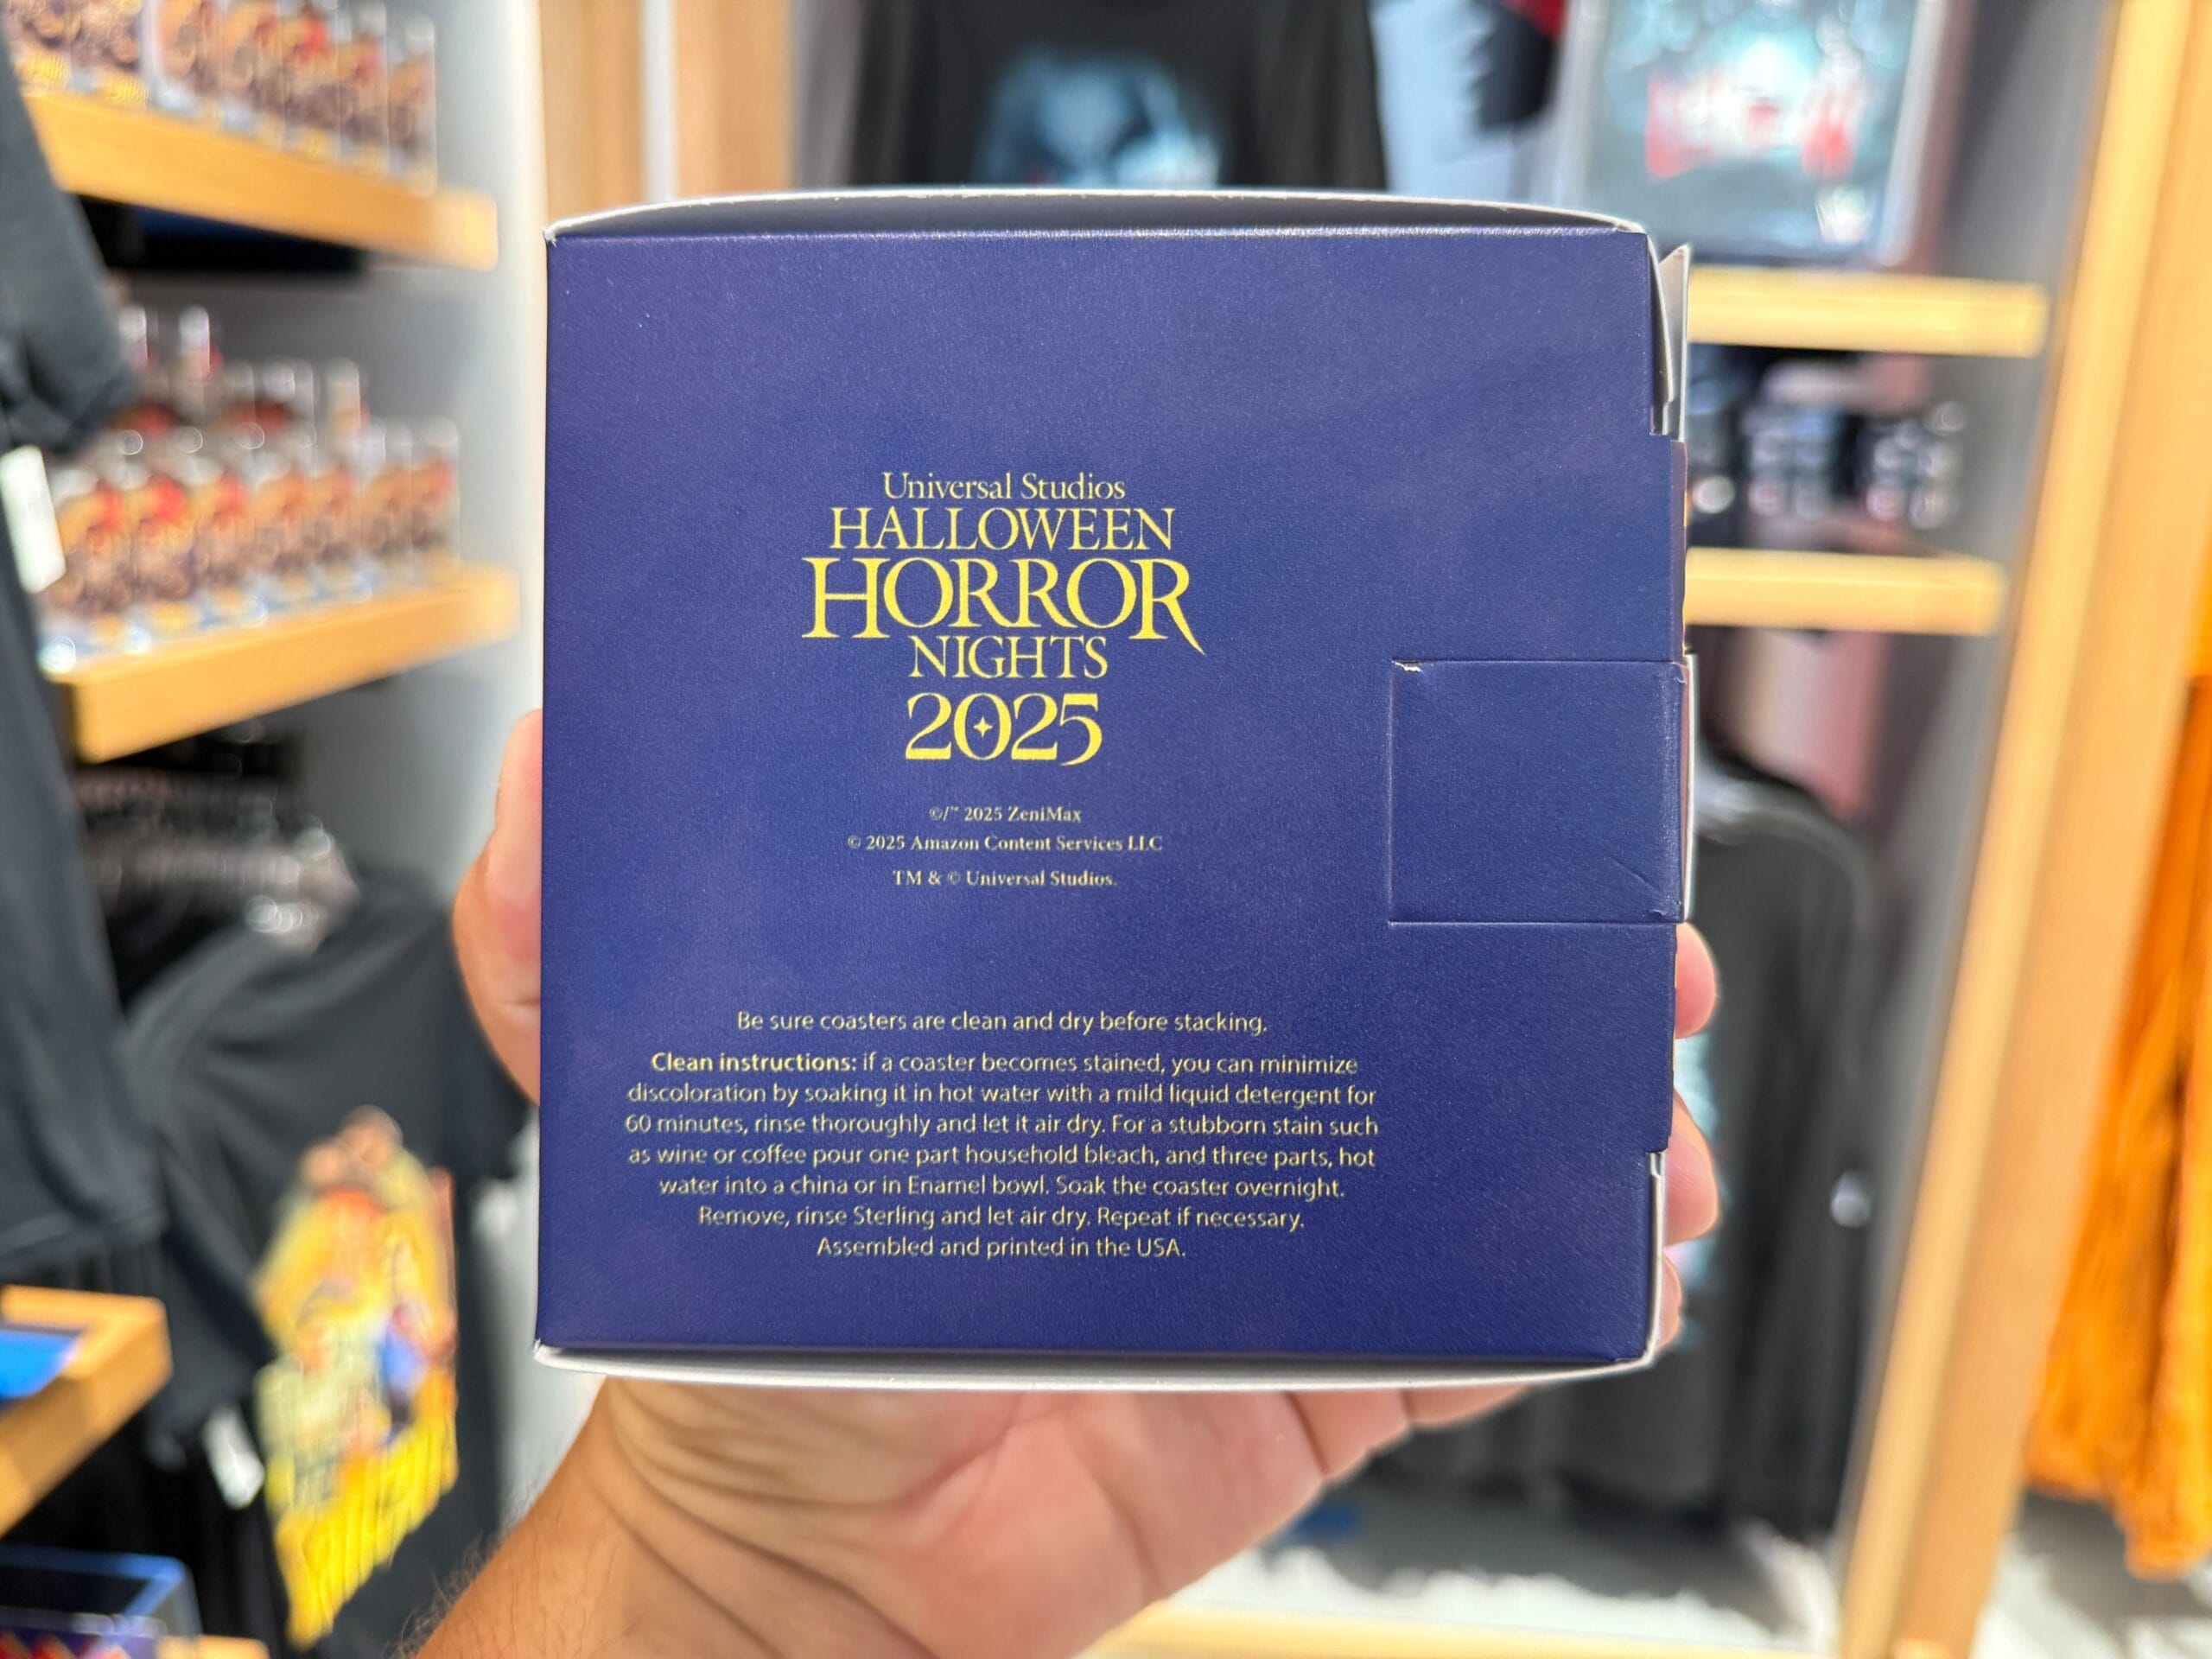 Universal Studios
HALLOWEEN
HORROR
NIGHTS
2025
©/™ 2025 ZeniMax
© 2025 Amazon Content Services LLC
TM & © Universal Studios.
Be sure coasters are clean and dry before stacking.
Clean instructions: if a coaster becomes stained, you can minimize
discoloration by soaking it in hot water with a mild liquid detergent for
60 minutes, rinse thoroughly and let it air dry. For a stubborn stain such
as wine or coffee pour one part household bleach, and three parts, hot
water into a china or in Enamel bowl. Soak the coaster overnight.
Remove, rinse Sterling and let air dry. Repeat if necessary.
Assembled and printed in the USA.